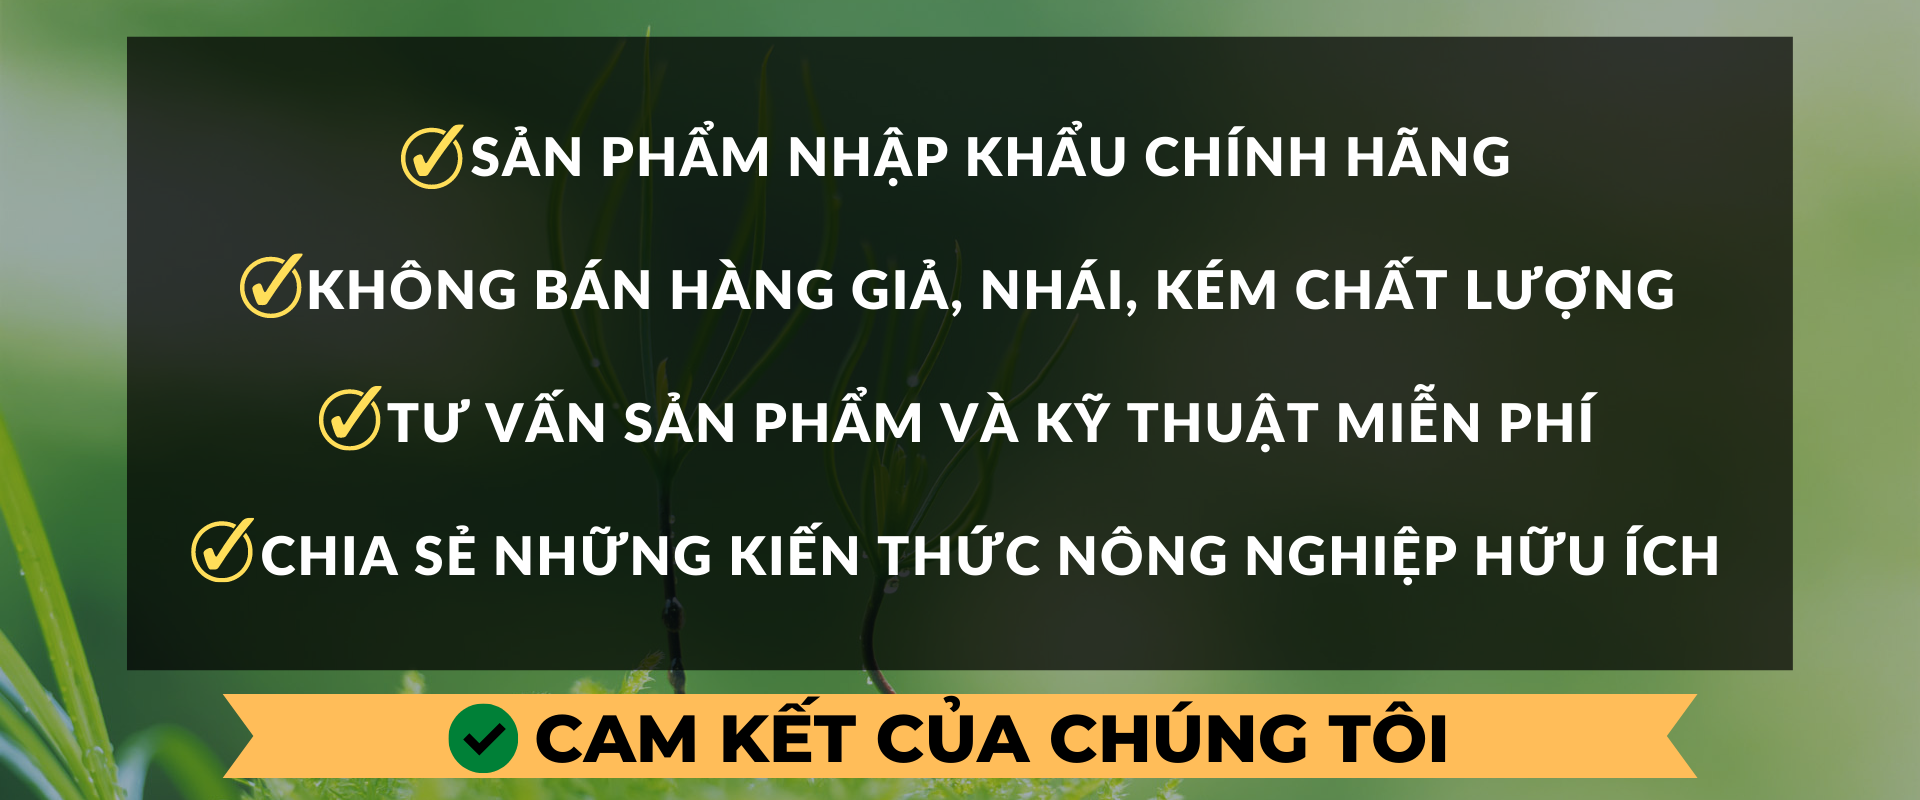 SẢN PHẨM NHẬP KHẨU CHÍNH HÃNG
KHÔNG BÁN HÀNG GIẢ, NHÁI, KÉM CHẤT LƯỢNG
TƯ VẤN SẢN PHẨM VÀ KỸ THUẬT MIỄN PHÍ
CHIA SẺ NHỮNG KIẾN THỨC NÔNG NGHIỆP HỮU ÍCH
CAM KẾT CỦA CHÚNG TÔI